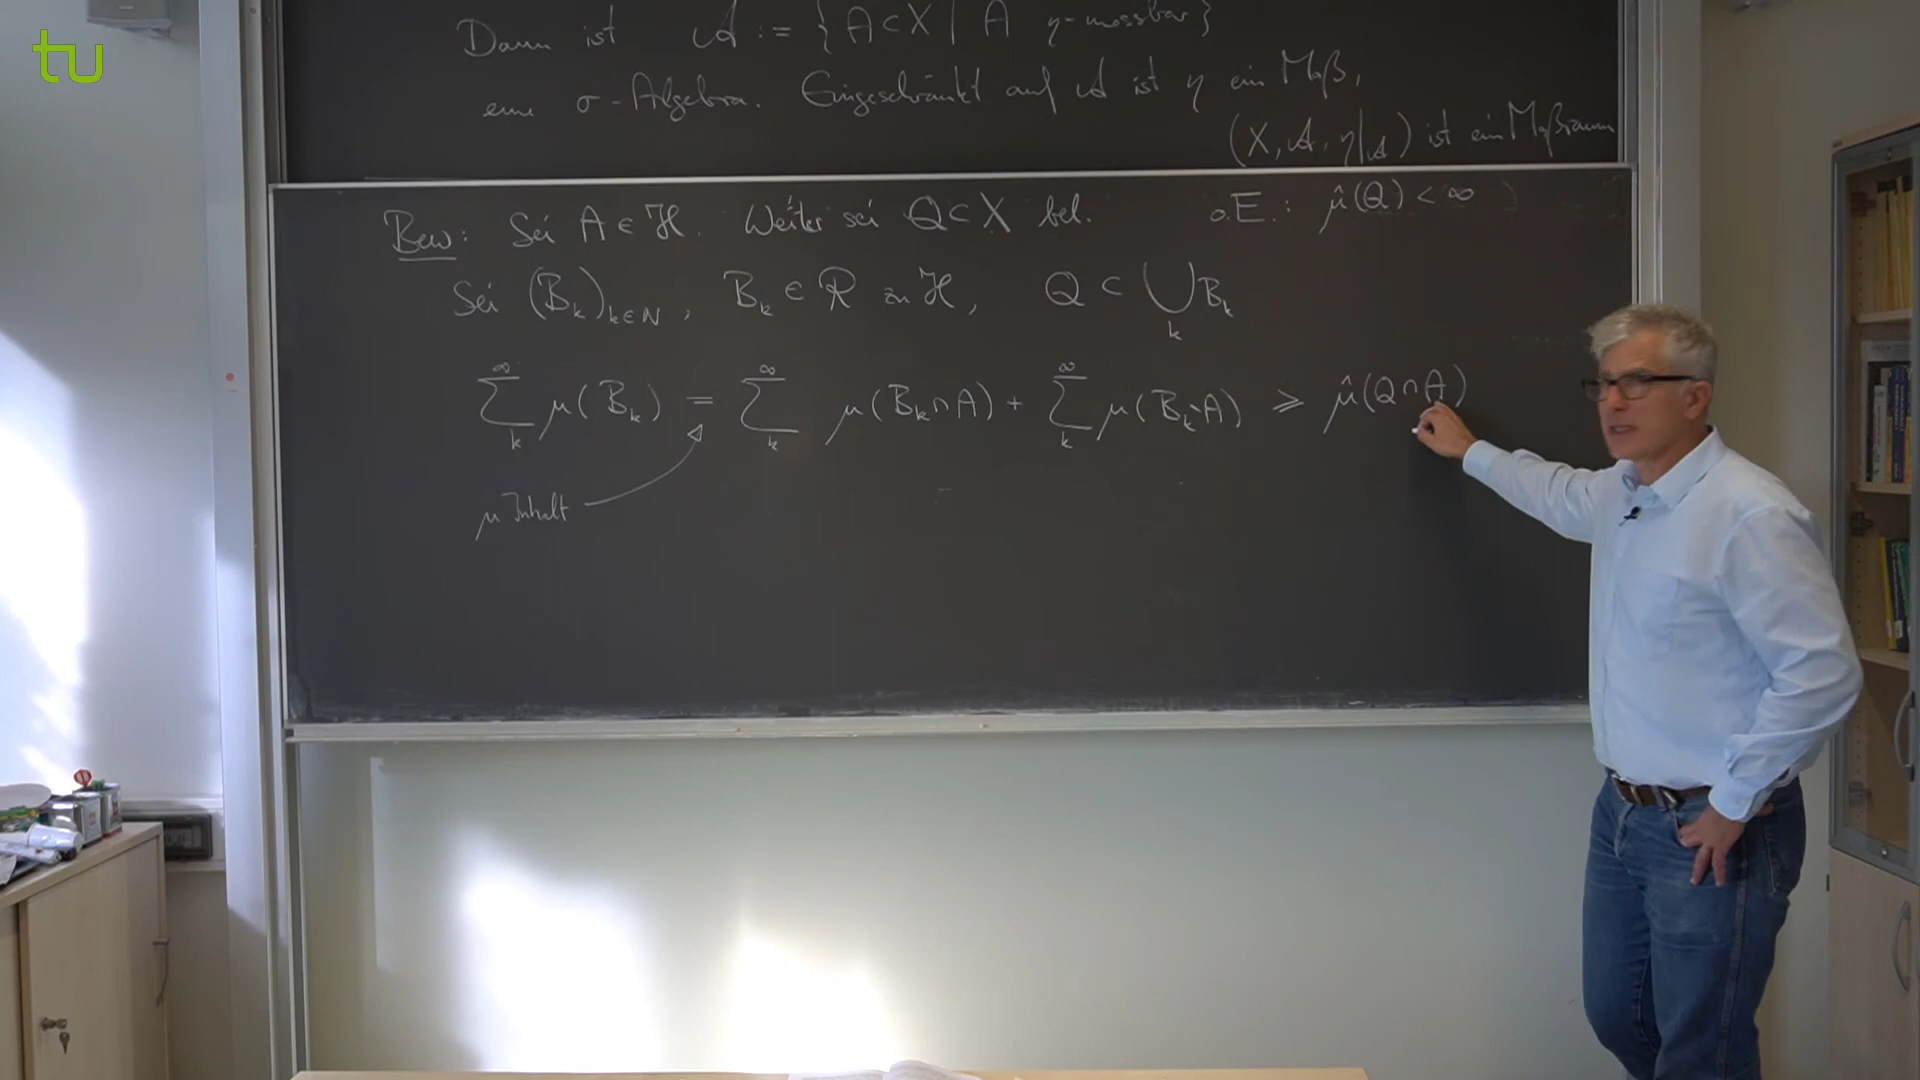 tu
Dann ist 𝒜 := { A ⊂ X | A η-messbar }
eine σ-Algebra. Eingeschränkt auf 𝒜 ist η ein Maß,
(X, 𝒜, η|_𝒜) ist ein Maßraum
Bew: Sei A ∈ ℋ. Weiter sei Q ⊂ X bel. o.E.: μ̂(Q) < ∞
Sei (B_k)_{k∈N}, B_k ∈ ℛ zu ℋ, Q ⊂ ⋃_k B_k
∑_k^∞ μ(B_k) = ∑_k^∞ μ(B_k ∩ A) + ∑_k^∞ μ(B_k \ A) ≥ μ̂(Q ∩ A)
μ Inhalt